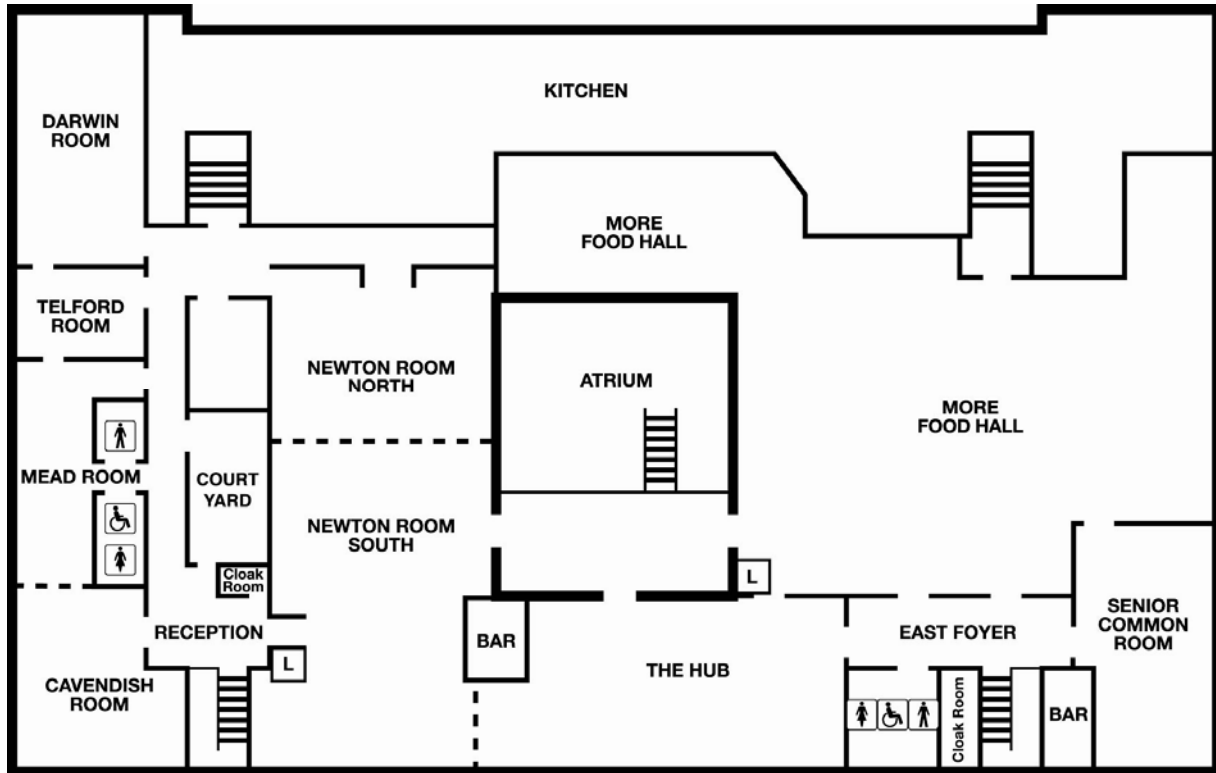 KITCHEN
DARWIN
ROOM
MORE
FOOD HALL
TELFORD
ROOM
NEWTON ROOM
NORTH
ATRIUM
MORE
FOOD HALL
MEAD ROOM
COURT
YARD
NEWTON ROOM
SOUTH
Cloak
Room
L
SENIOR
COMMON
ROOM
RECEPTION
BAR
EAST FOYER
L
THE HUB
CAVENDISH
ROOM
Cloak Room
BAR